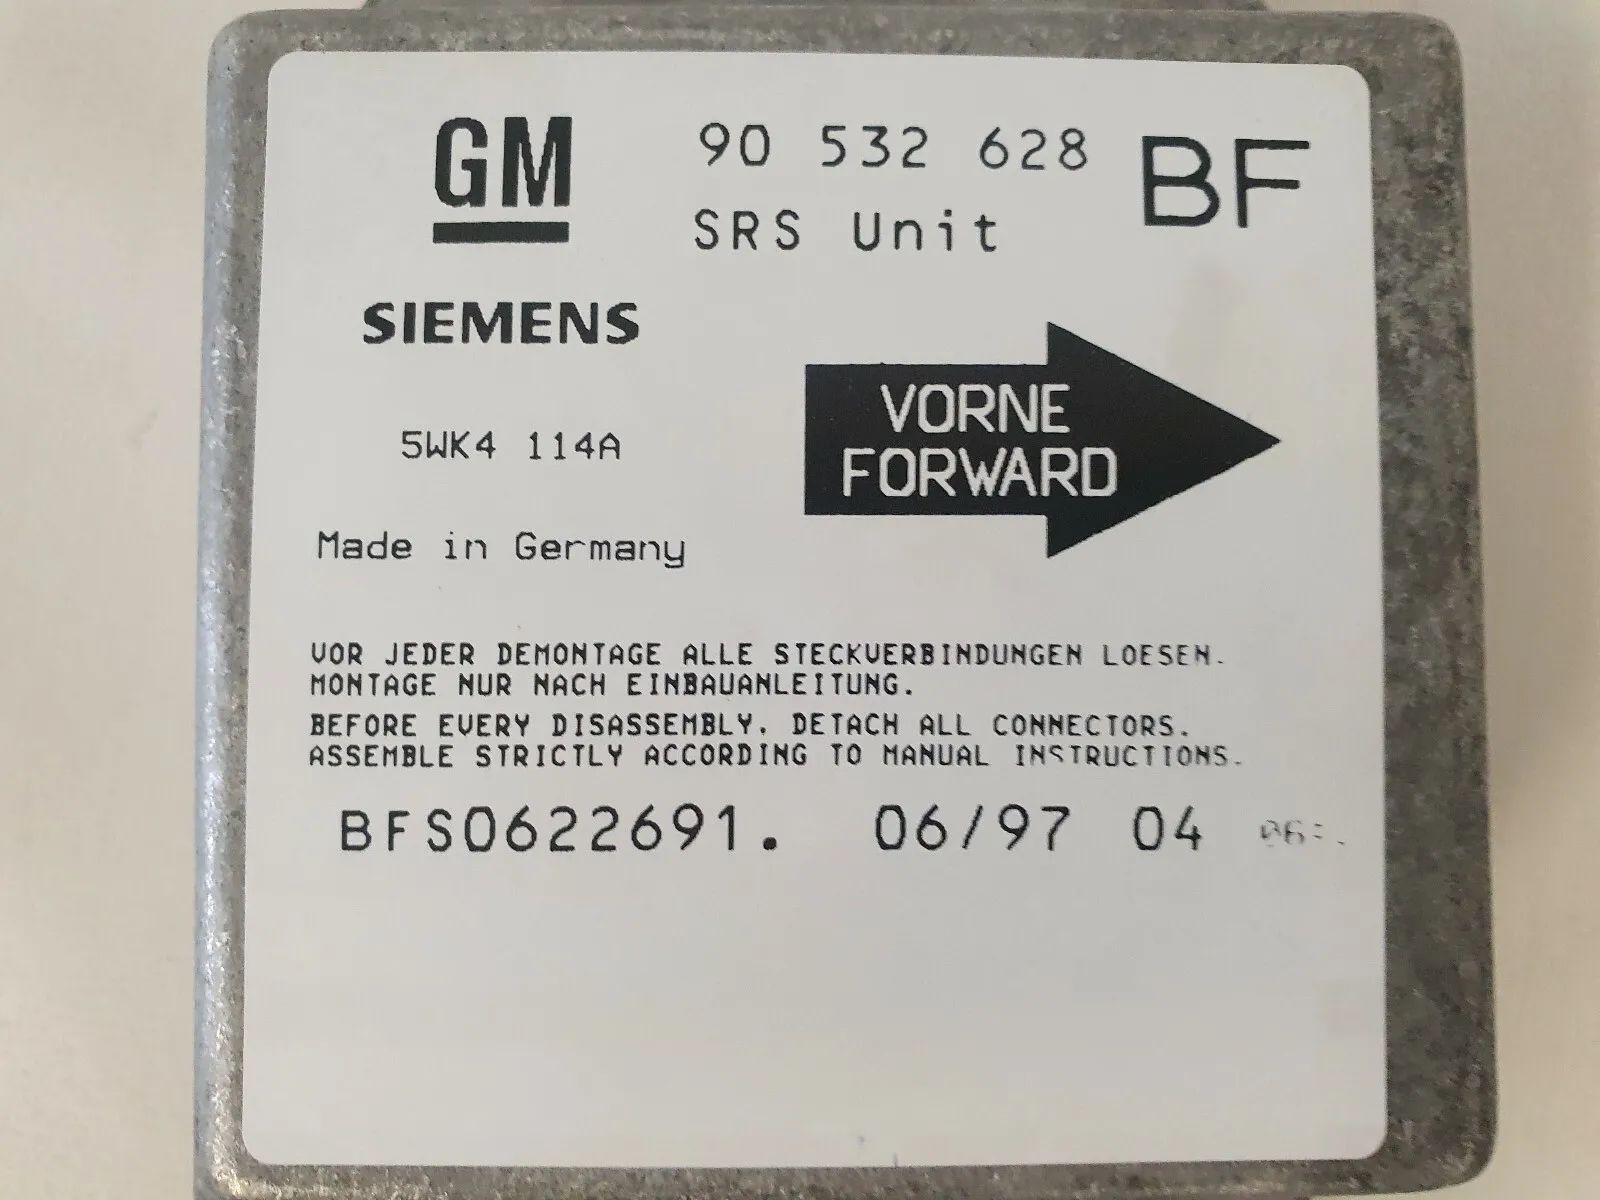 GM
90 532 628 BF
SRS Unit
SIEMENS
VORNE
FORWARD
5WK4 114A
Made in Germany
VOR JEDER DEMONTAGE ALLE STECKVERBINDUNGEN LOESEN.
MONTAGE NUR NACH EINBAUANLEITUNG.
BEFORE EVERY DISASSEMBLY. DETACH ALL CONNECTORS.
ASSEMBLE STRICTLY ACCORDING TO MANUAL INSTRUCTIONS.
BFS0622691. 06/97 04